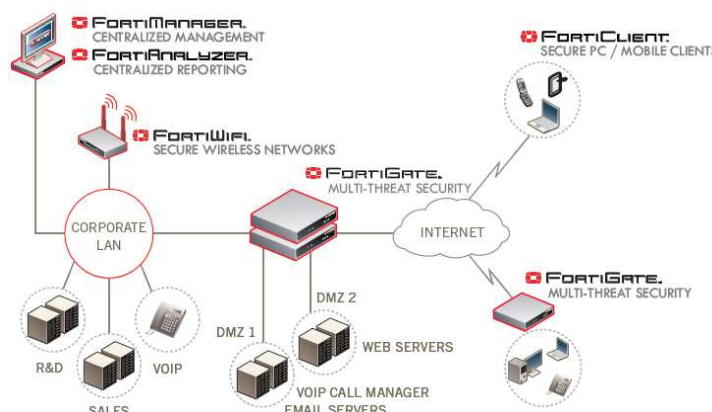 FORTIMANAGER.
CENTRALIZED MANAGEMENT
FORTIANALYZER.
CENTRALIZED REPORTING
FORTICLIENT.
SECURE PC / MOBILE CLIENTS
FORTIWIFI.
SECURE WIRELESS NETWORKS
FORTIGATE.
MULTI-THREAT SECURITY
CORPORATE
LAN
INTERNET
FORTIGATE.
MULTI-THREAT SECURITY
DMZ 1
DMZ 2
R&D
VOIP
WEB SERVERS
SALES
VOIP CALL MANAGER
EMAIL SERVERS